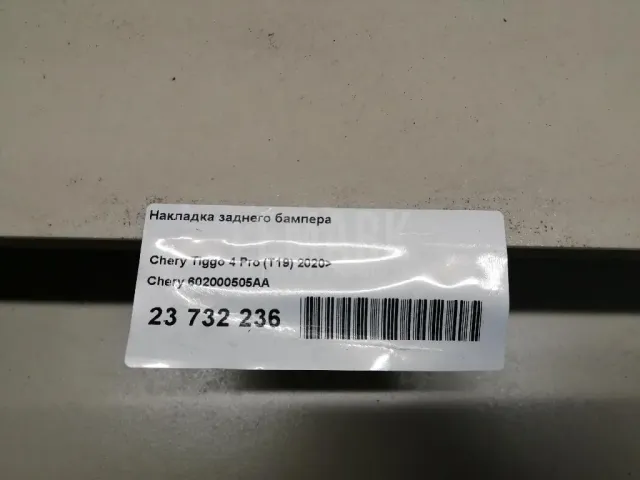 Накладка заднего бампера
Chery Tiggo 4 Pro (T19) 2020>
Chery 602000505AA
23 732 236